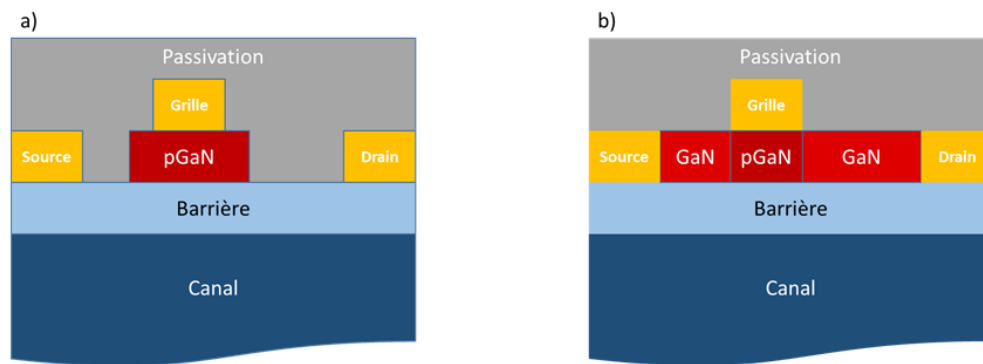 a)
Passivation
Grille
Source
pGaN
Drain
Barrière
Canal
b)
Passivation
Grille
Source
GaN
pGaN
GaN
Drain
Barrière
Canal